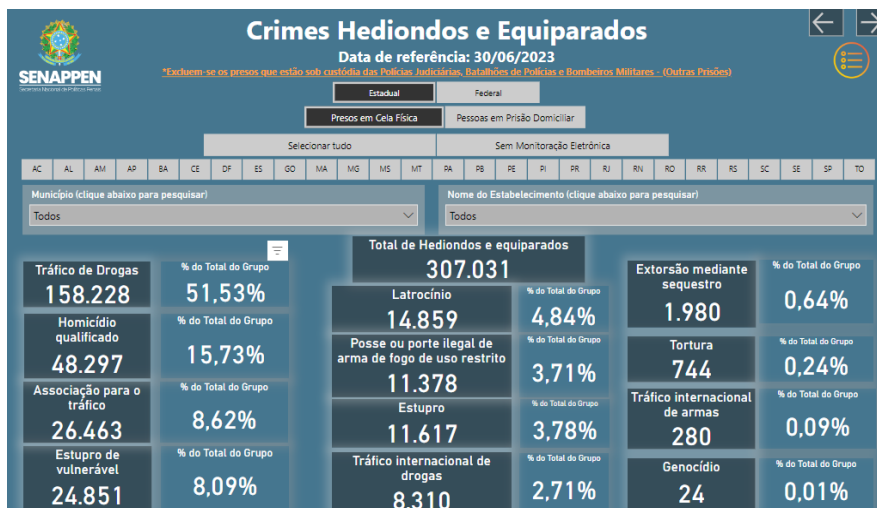 Crimes Hediondos e Equiparados
Data de referência: 30/06/2023
*Excluem-se os presos que estão sob custódia das Polícias Judiciárias, Batalhões de Polícias e Bombeiros Militares - (Outras Prisões)
SENAPPEN
Secretaria Nacional de Políticas Penais
Estadual Federal
Presos em Cela Física Pessoas em Prisão Domiciliar
Selecionar tudo Sem Monitoração Eletrônica
AC AL AM AP BA CE DF ES GO MA MG MS MT PA PB PE PI PR RJ RN RO RR RS SC SE SP TO
Município (clique abaixo para pesquisar)
Todos
Nome do Estabelecimento (clique abaixo para pesquisar)
Todos
Total de Hediondos e equiparados
307.031
Tráfico de Drogas
158.228
% do Total do Grupo
51,53%
Homicídio
qualificado
48.297
% do Total do Grupo
15,73%
Associação para o
tráfico
26.463
% do Total do Grupo
8,62%
Estupro de
vulnerável
24.851
% do Total do Grupo
8,09%
Latrocínio
14.859
% do Total do Grupo
4,84%
Posse ou porte ilegal de
arma de fogo de uso restrito
11.378
% do Total do Grupo
3,71%
Estupro
11.617
% do Total do Grupo
3,78%
Tráfico internacional de
drogas
8.310
% do Total do Grupo
2,71%
Extorsão mediante
sequestro
1.980
% do Total do Grupo
0,64%
Tortura
744
% do Total do Grupo
0,24%
Tráfico internacional
de armas
280
% do Total do Grupo
0,09%
Genocídio
24
% do Total do Grupo
0,01%